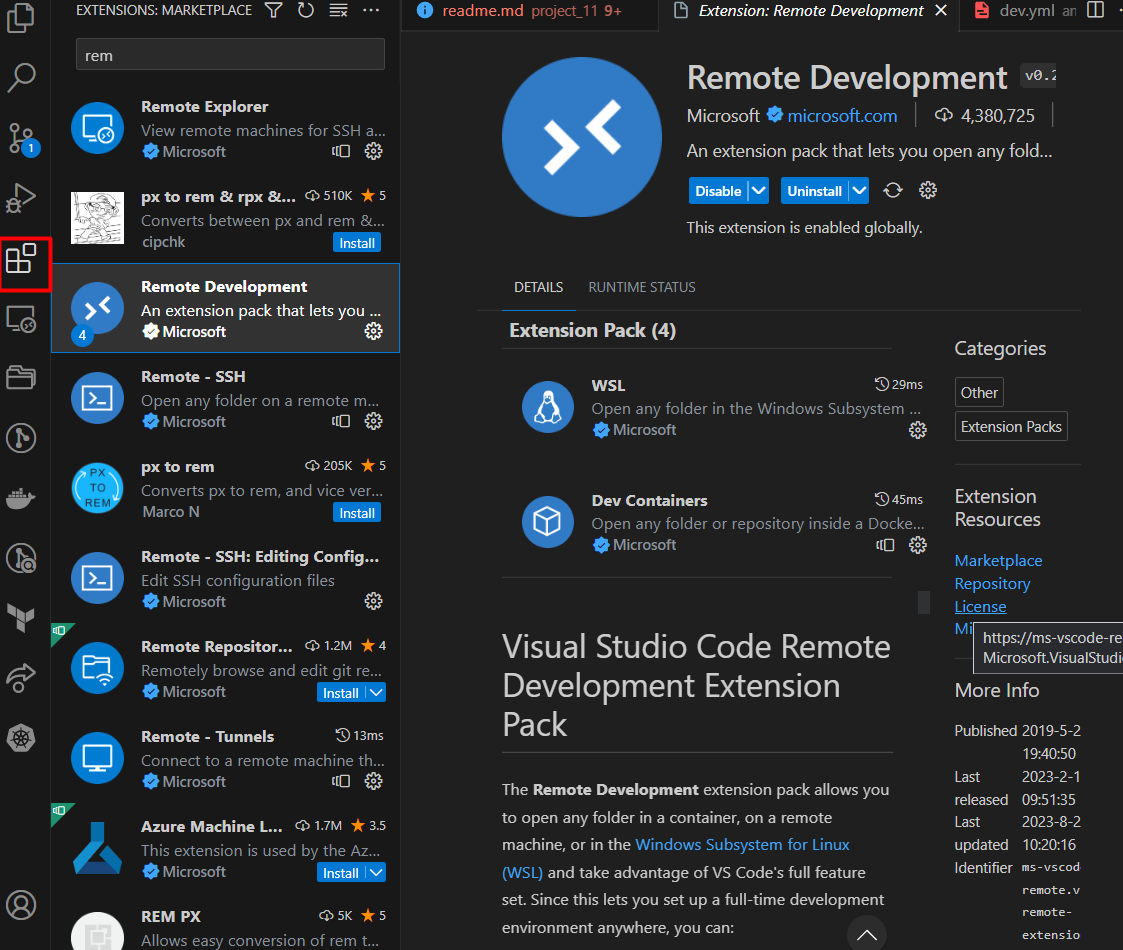 EXTENSIONS: MARKETPLACE
rem
1
Remote Explorer
View remote machines for SSH a...
Microsoft
px to rem & rpx &... 510K 5
Converts between px and rem &...
cipchk
Install
Remote Development
An extension pack that lets you ...
Microsoft
4
Remote - SSH
Open any folder on a remote m...
Microsoft
PX
TO
REM
px to rem 205K 5
Converts px to rem, and vice ver...
Marco N
Install
Remote - SSH: Editing Config...
Edit SSH configuration files
Microsoft
Remote Repositor... 1.2M 4
Remotely browse and edit git re...
Microsoft
Install
Remote - Tunnels 13ms
Connect to a remote machine th...
Microsoft
Azure Machine L... 1.7M 3.5
This extension is used by the Az...
Microsoft
Install
REM PX 5K 5
Allows easy conversion of rem t...
readme.md project_11 9+
Extension: Remote Development
dev.yml an
Remote Development v0.2
Microsoft microsoft.com 4,380,725
An extension pack that lets you open any fold...
Disable Uninstall
This extension is enabled globally.
DETAILS RUNTIME STATUS
Extension Pack (4)
WSL 29ms
Open any folder in the Windows Subsystem ...
Microsoft
Dev Containers 45ms
Open any folder or repository inside a Docke...
Microsoft
Visual Studio Code Remote
Development Extension
Pack
The Remote Development extension pack allows you
to open any folder in a container, on a remote
machine, or in the Windows Subsystem for Linux
(WSL) and take advantage of VS Code's full feature
set. Since this lets you set up a full-time development
environment anywhere, you can:
Categories
Other
Extension Packs
Extension
Resources
Marketplace
Repository
License
Mi
https://ms-vscode-re
Microsoft.VisualStudi
More Info
Published 2019-5-2
19:40:50
Last 2023-2-1
released 09:51:35
Last 2023-8-2
updated 10:20:16
Identifier ms-vscod
remote.v
remote-
extensio